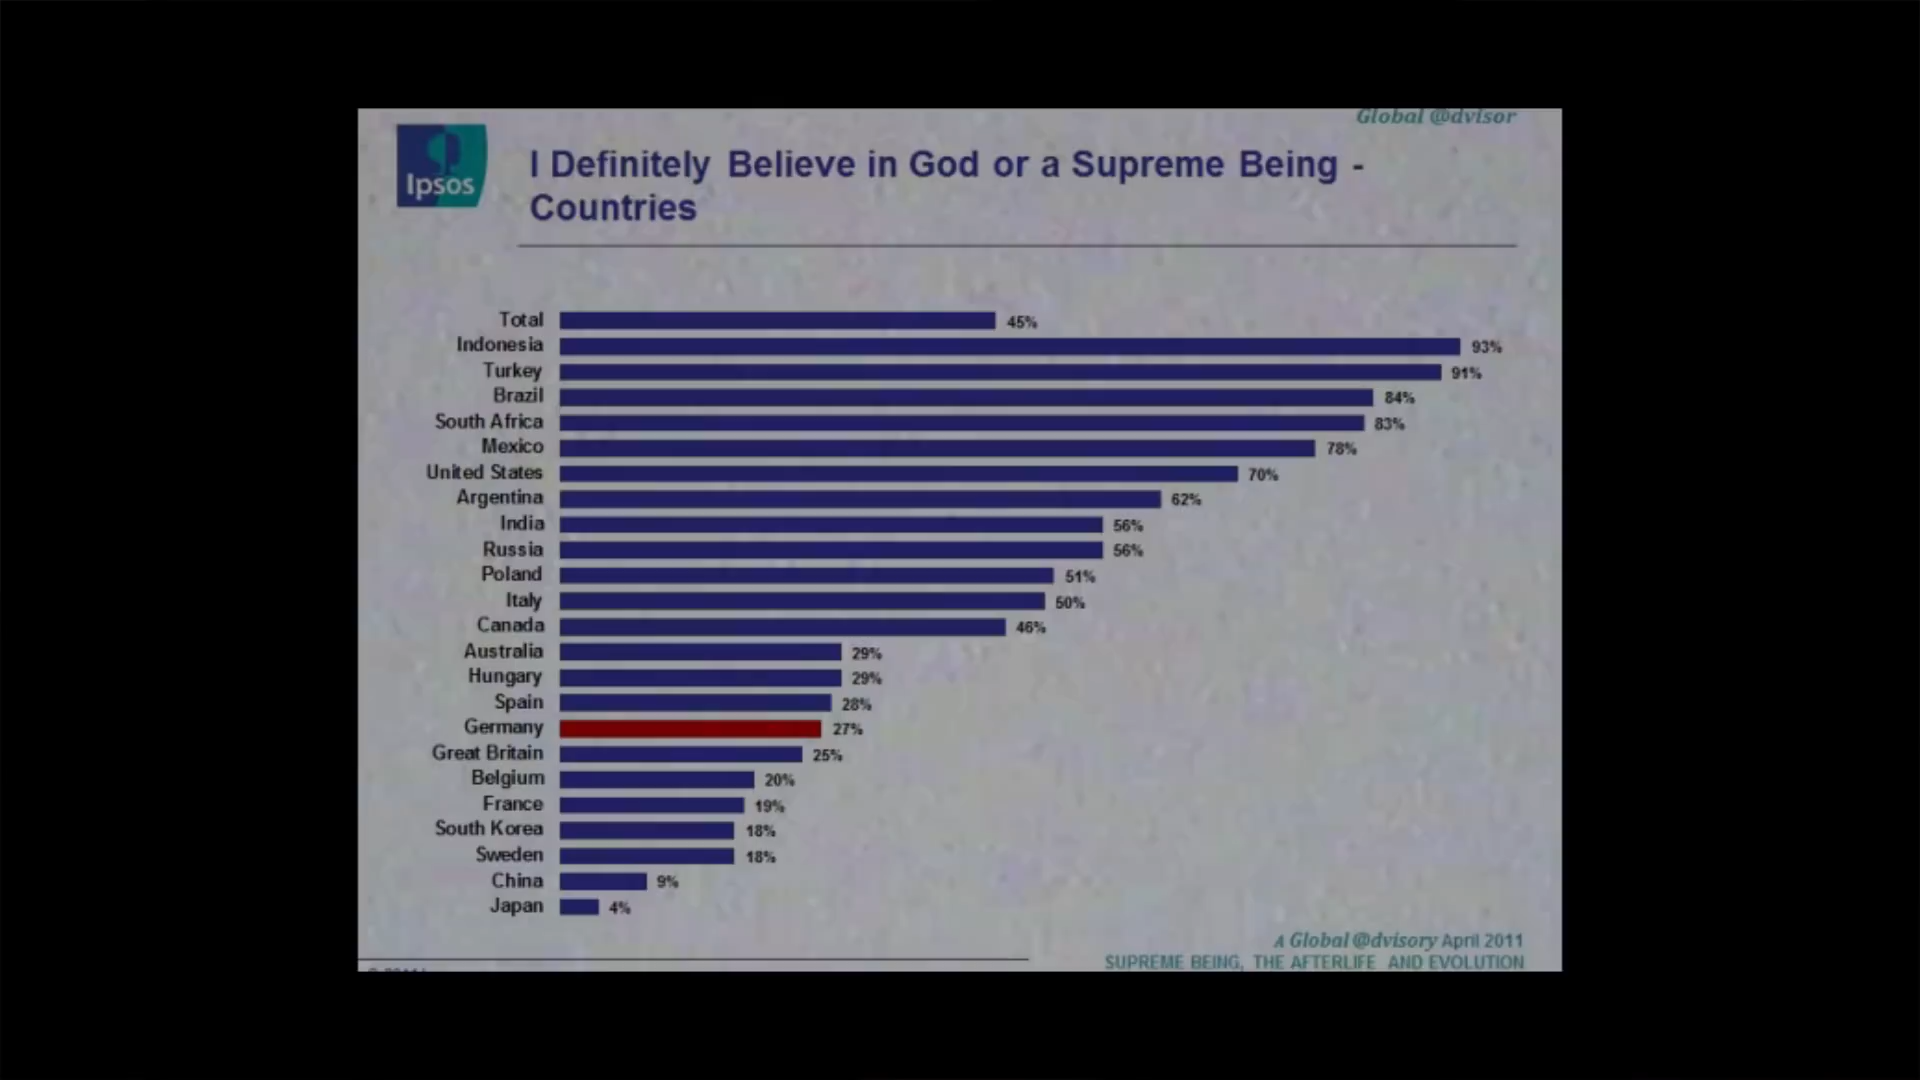 Global @dvisor
Ipsos
I Definitely Believe in God or a Supreme Being -
Countries
Total 45%
Indonesia 93%
Turkey 91%
Brazil 84%
South Africa 83%
Mexico 78%
United States 70%
Argentina 62%
India 56%
Russia 56%
Poland 51%
Italy 50%
Canada 46%
Australia 29%
Hungary 29%
Spain 28%
Germany 27%
Great Britain 25%
Belgium 20%
France 19%
South Korea 18%
Sweden 18%
China 9%
Japan 4%
A Global @dvisory April 2011
SUPREME BEING, THE AFTERLIFE AND EVOLUTION